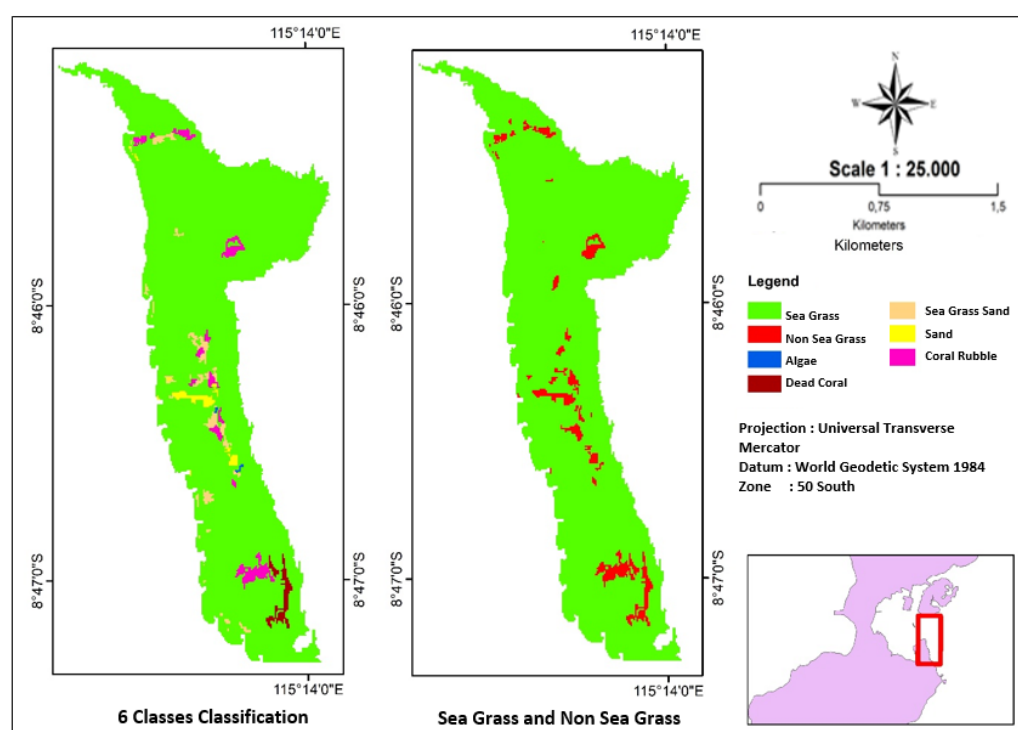 115°14'0"E
115°14'0"E
N
W
E
S
Scale 1 : 25.000
0
0,75
1,5
Kilometers
Kilometers
8°46'0"S
8°46'0"S
8°46'0"S
Legend
Sea Grass
Non Sea Grass
Algae
Dead Coral
Sea Grass Sand
Sand
Coral Rubble
Projection : Universal Transverse
Mercator
Datum : World Geodetic System 1984
Zone : 50 South
8°47'0"S
8°47'0"S
8°47'0"S
115°14'0"E
115°14'0"E
6 Classes Classification
Sea Grass and Non Sea Grass